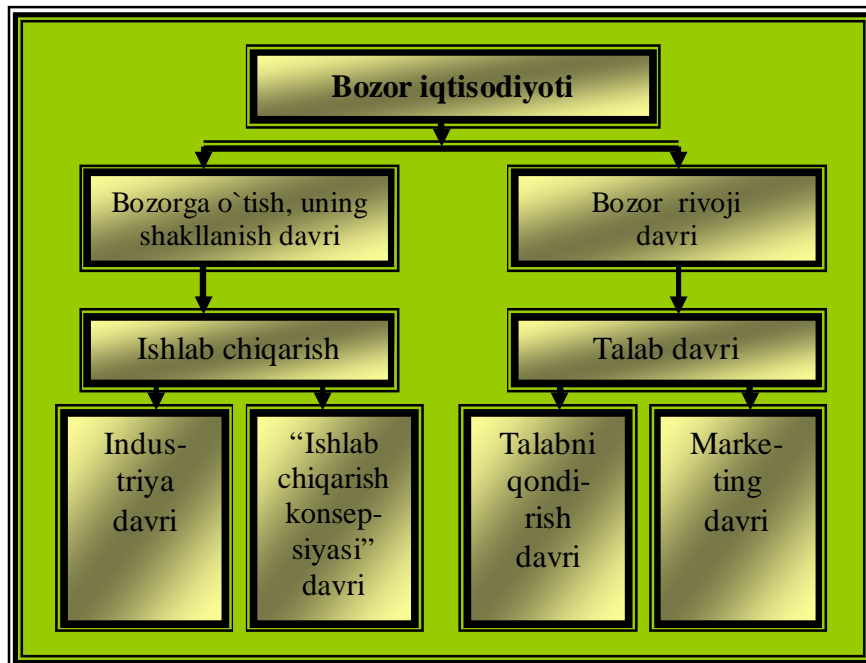 Bozor iqtisodiyoti
Bozorga o`tish, uning
shakllanish davri
Bozor rivoji
davri
Ishlab chiqarish
Talab davri
Indus-
triya
davri
“Ishlab
chiqarish
konsep-
siyasi”
davri
Talabni
qondi-
rish
davri
Marke-
ting
davri